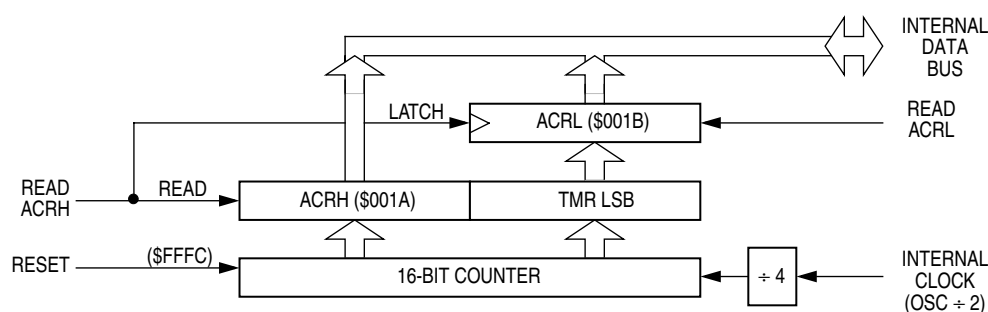 INTERNAL
DATA
BUS
LATCH
ACRL ($001B)
READ
ACRL
READ
ACRH
READ
ACRH ($001A)
TMR LSB
RESET
($FFFC)
16-BIT COUNTER
÷ 4
INTERNAL
CLOCK
(OSC ÷ 2)